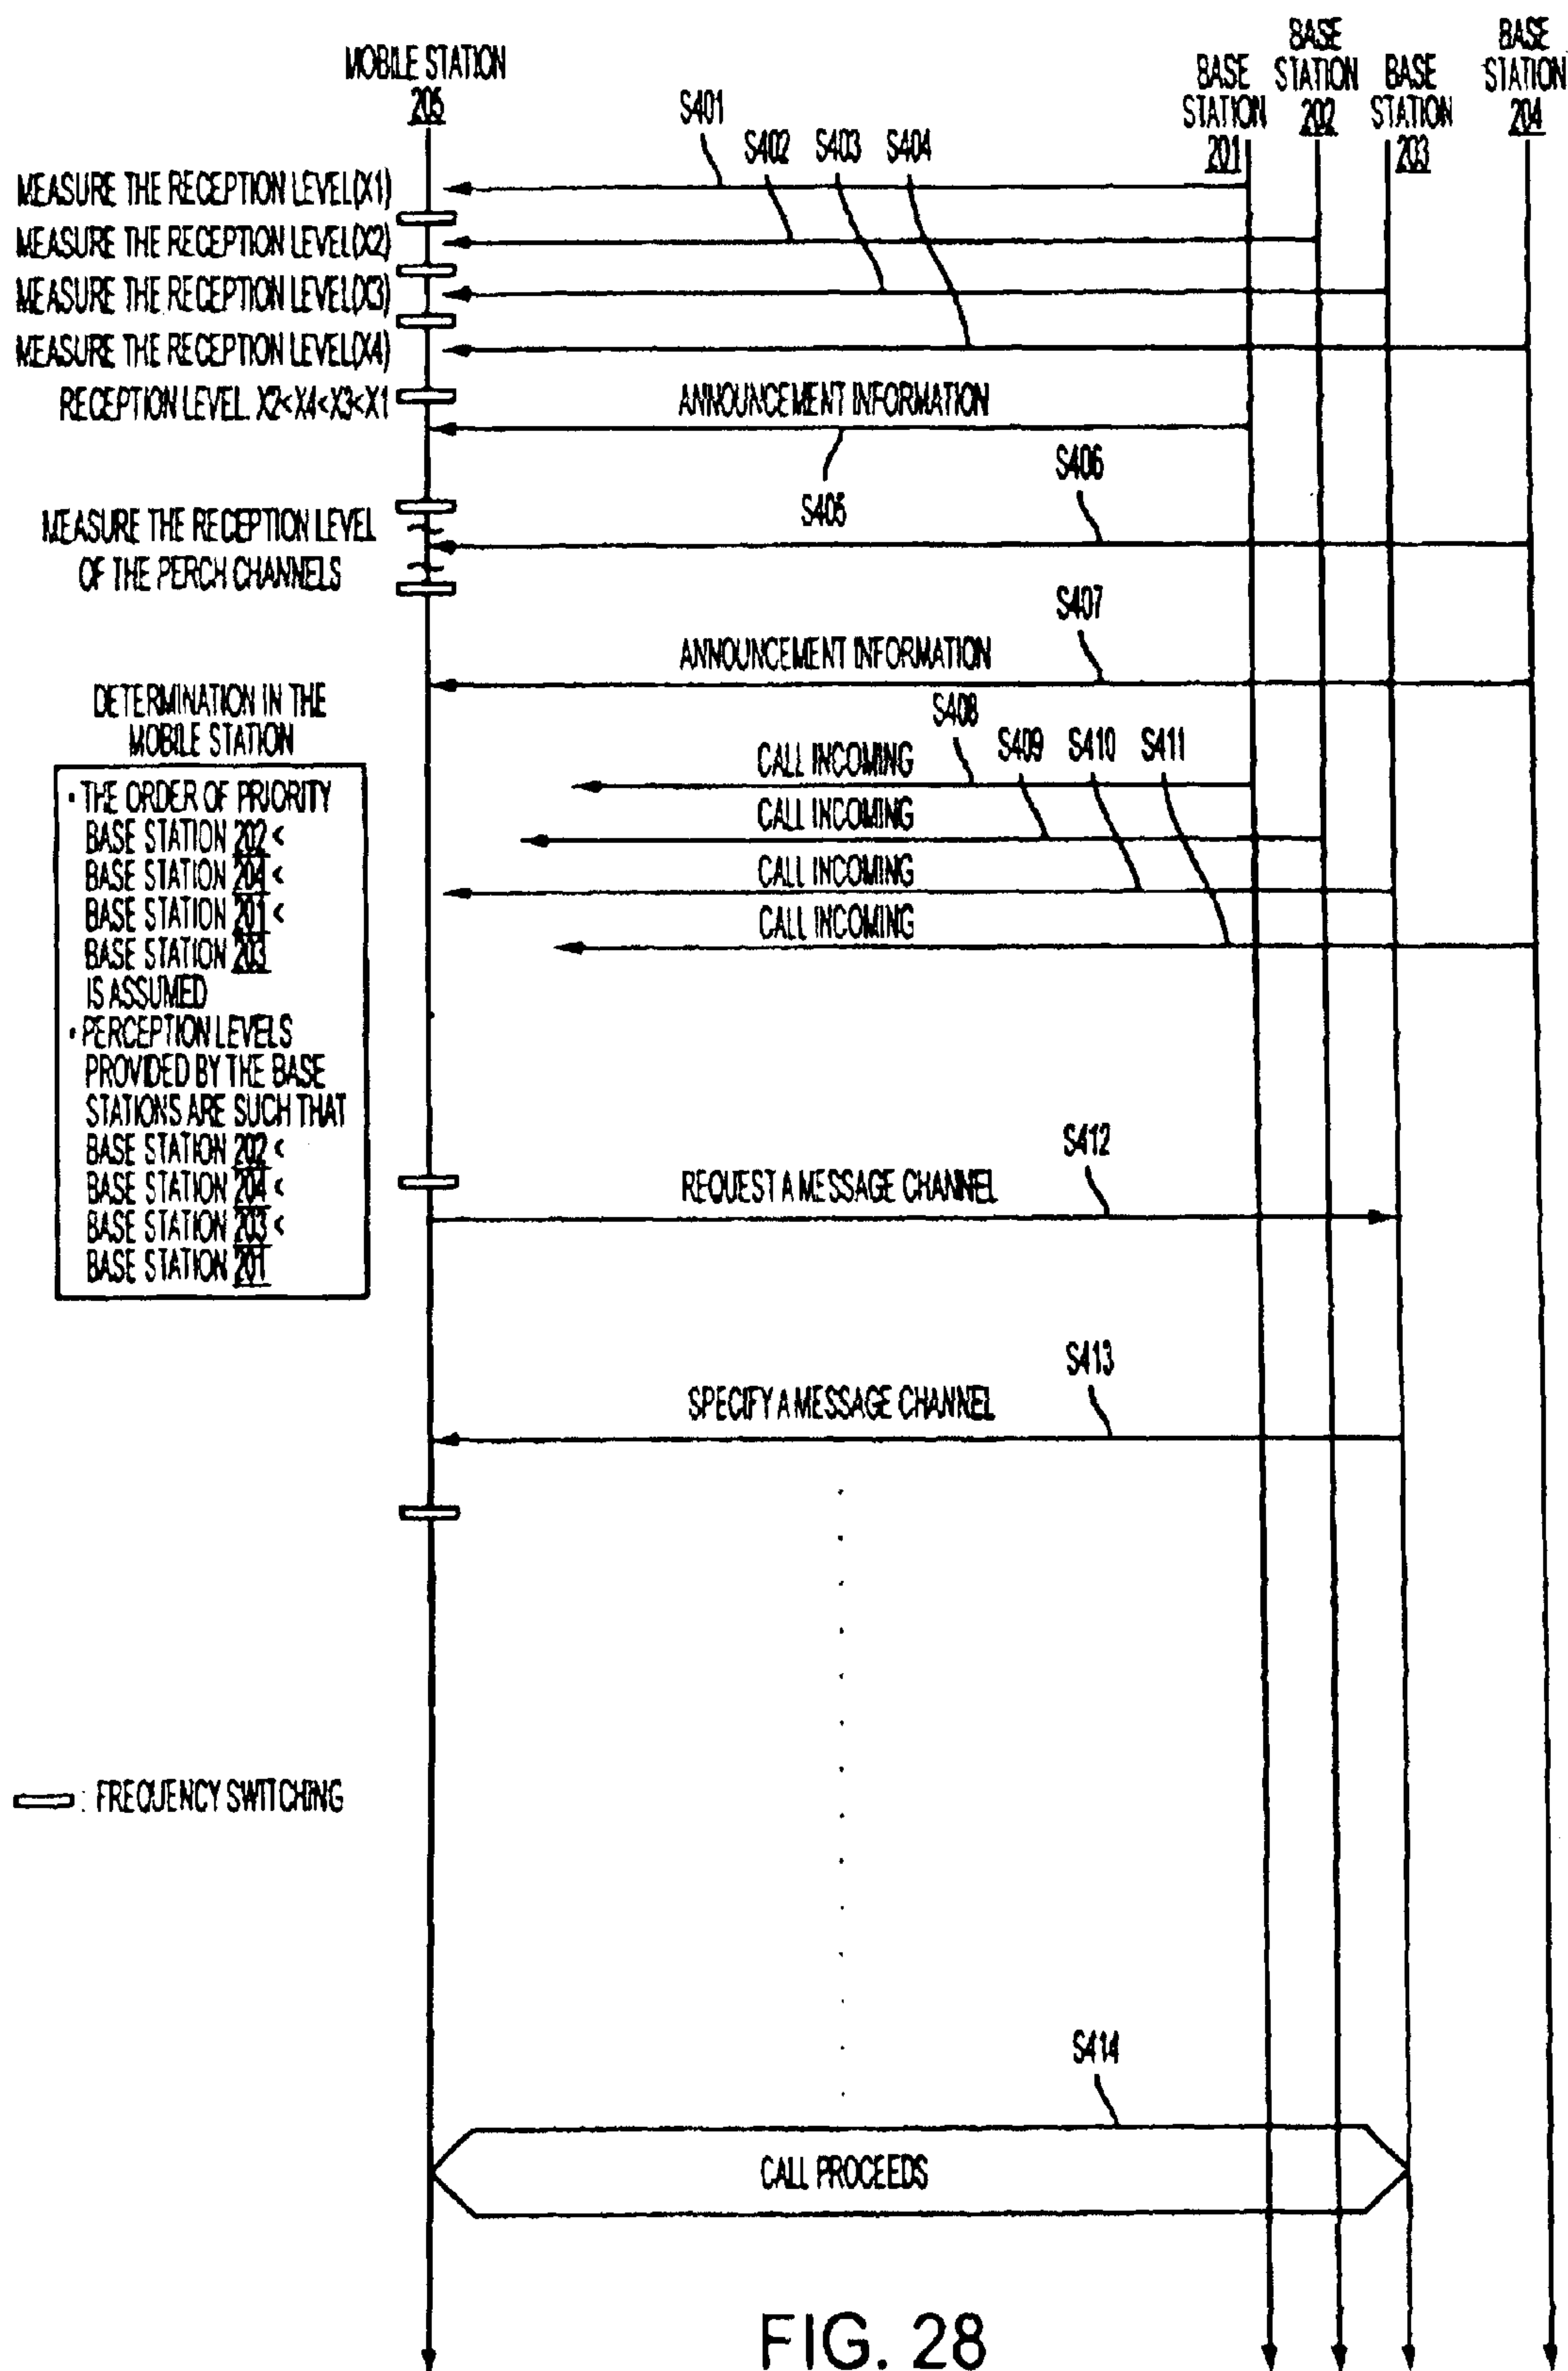 MOBILE STATION
205
BASE
STATION
201
BASE
STATION
202
BASE
STATION
203
BASE
STATION
204
S401
S402
S403
S404
MEASURE THE RECEPTION LEVEL(X1)
MEASURE THE RECEPTION LEVEL(X2)
MEASURE THE RECEPTION LEVEL(X3)
MEASURE THE RECEPTION LEVEL(X4)
RECEPTION LEVEL. X2<X4<X3<X1
ANNOUNCEMENT INFORMATION
S405
S406
MEASURE THE RECEPTION LEVEL
OF THE PERCH CHANNELS
S407
ANNOUNCEMENT INFORMATION
DETERMINATION IN THE
MOBILE STATION
• THE ORDER OF PRIORITY
BASE STATION 202 <
BASE STATION 204 <
BASE STATION 201 <
BASE STATION 203
IS ASSUMED
• PERCEPTION LEVELS
PROVIDED BY THE BASE
STATIONS ARE SUCH THAT
BASE STATION 202 <
BASE STATION 204 <
BASE STATION 203 <
BASE STATION 201
S408
S409
S410
S411
CALL INCOMING
CALL INCOMING
CALL INCOMING
CALL INCOMING
S412
REQUEST A MESSAGE CHANNEL
S413
SPECIFY A MESSAGE CHANNEL
: FREQUENCY SWITCHING
S414
CALL PROCEEDS
FIG. 28